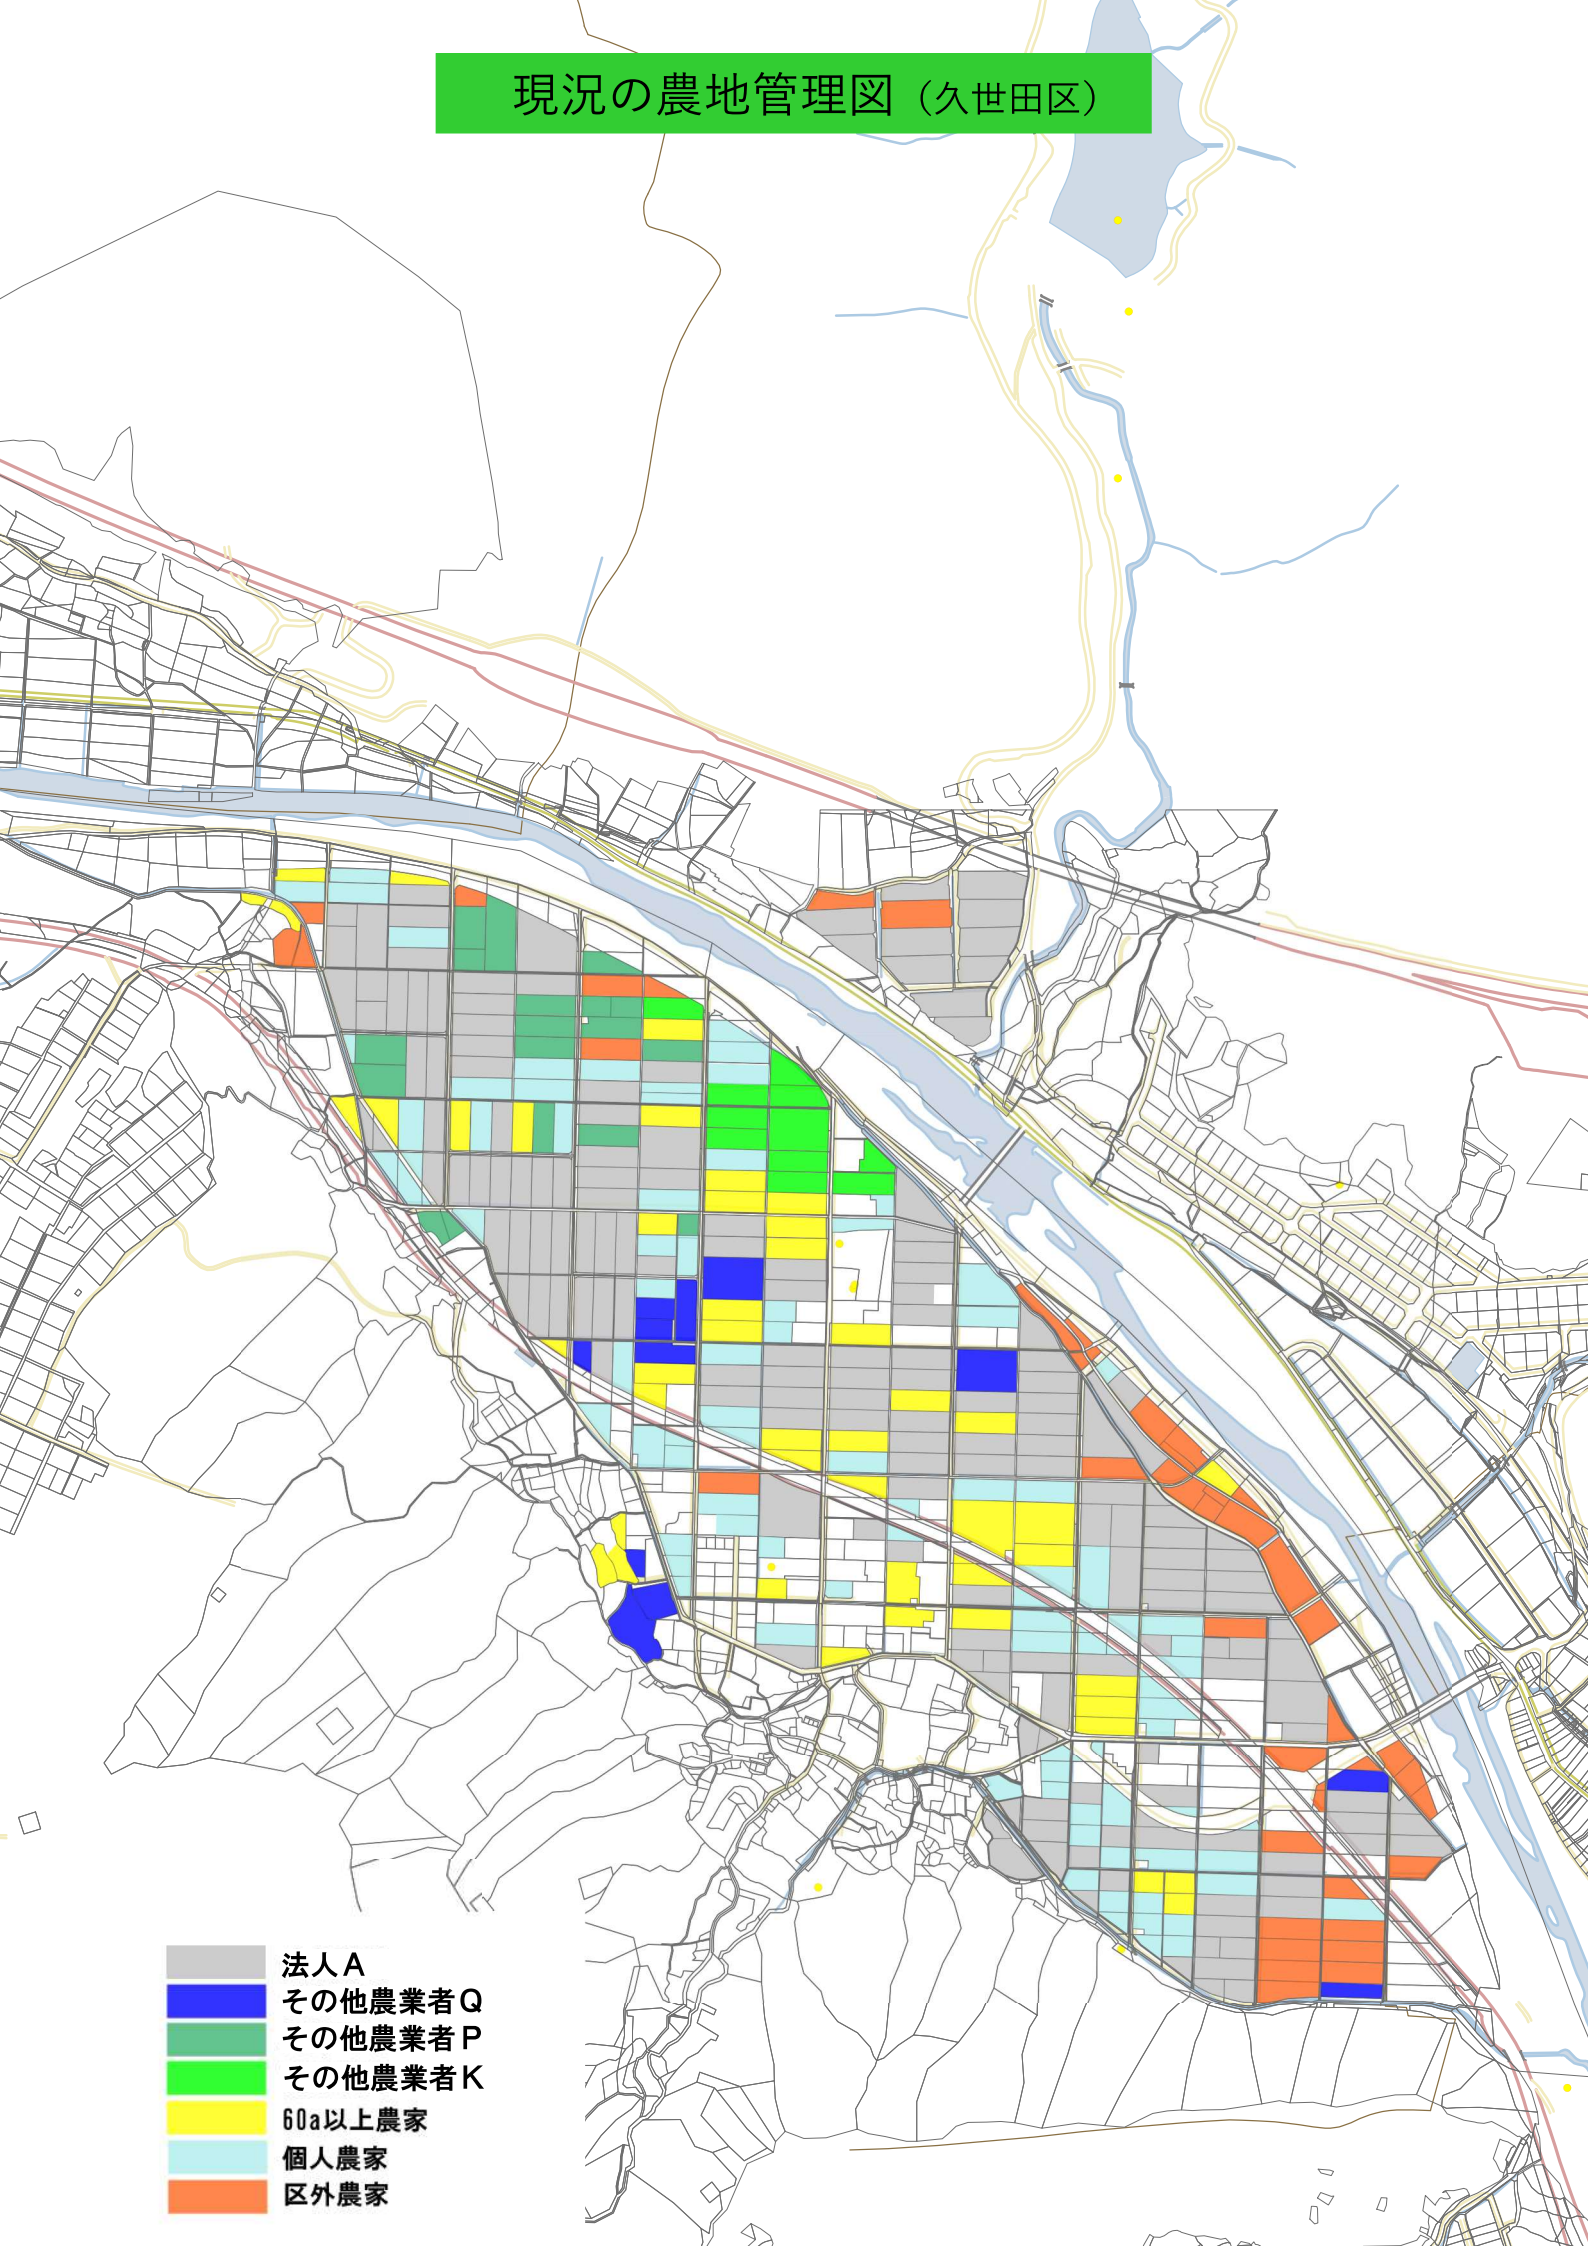 現況の農地管理図（久世田区）
法人A
その他農業者Q
その他農業者P
その他農業者K
60a以上農家
個人農家
区外農家